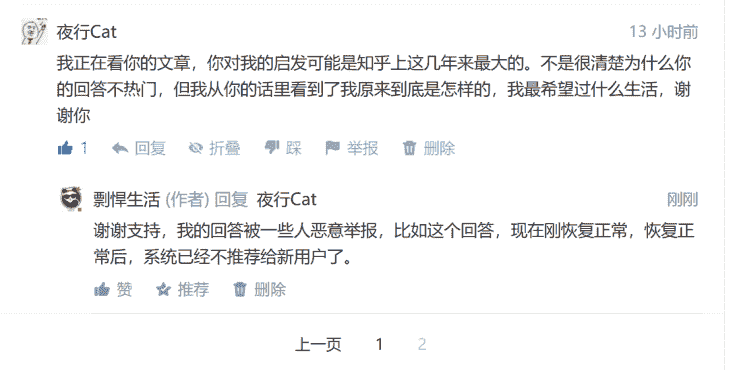 夜行Cat 13 小时前
我正在看你的文章，你对我的启发可能是知乎上这几年来最大的。不是很清楚为什么你
的回答不热门，但我从你的话里看到了我原来到底是怎样的，我最希望过什么生活，谢
谢你
1 回复 折叠 踩 举报 删除
剽悍生活 (作者) 回复 夜行Cat 刚刚
谢谢支持，我的回答被一些人恶意举报，比如这个回答，现在刚恢复正常，恢复正
常后，系统已经不推荐给新用户了。
赞 推荐 删除
上一页 1 2